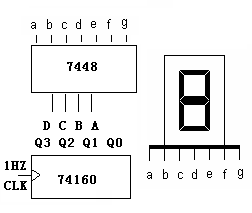 a b c d e f g
7448
D C B A
Q3 Q2 Q1 Q0
1HZ
CLK
74160
a b c d e f g